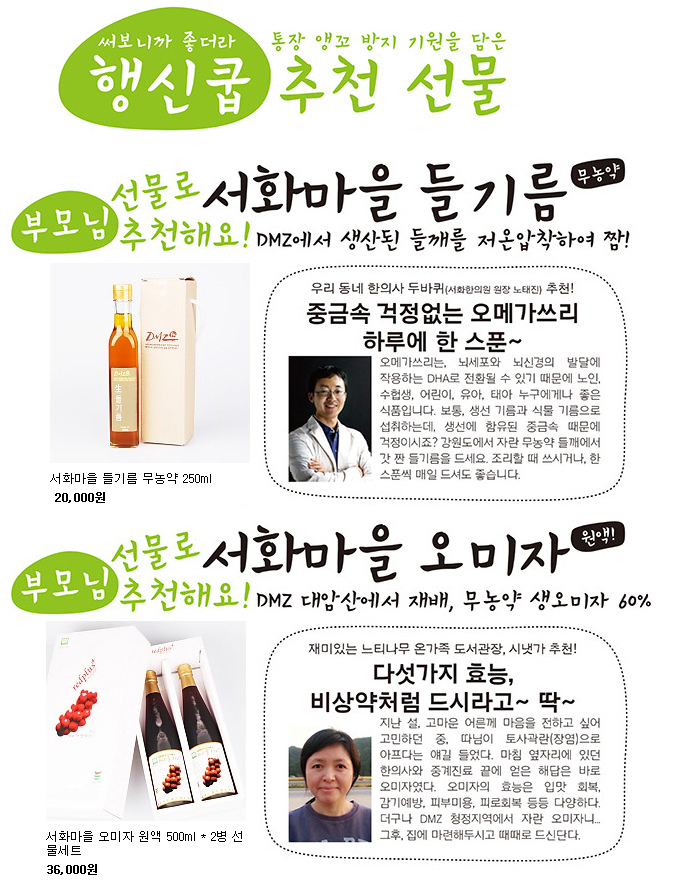 써보니까 좋더라
행신쿱
통장 앵꼬 방지 기원을 담은
추천 선물
부모님
선물로
추천해요!
서화마을 들기름
무농약
DMZ에서 생산된 들깨를 저온압착하여 짬!
DMZ
生들기름
우리 동네 한의사 두바퀴(서화한의원 원장 노태진) 추천!
중금속 걱정없는 오메가쓰리
하루에 한 스푼~
오메가쓰리는, 뇌세포와 뇌신경의 발달에
작용하는 DHA로 전환될 수 있기 때문에 노인,
수험생, 어린이, 유아, 태아 누구에게나 좋은
식품입니다. 보통, 생선 기름과 식물 기름으로
섭취하는데, 생선에 함유된 중금속 때문에
걱정이시죠? 강원도에서 자란 무농약 들깨에서
갓 짠 들기름을 드세요. 조리할 때 쓰시거나, 한
스푼씩 매일 드셔도 좋습니다.
서화마을 들기름 무농약 250ml
20,000원
부모님
선물로
추천해요!
서화마을 오미자
원액!
DMZ 대암산에서 재배, 무농약 생오미자 60%
redplus
redplus
재미있는 느티나무 온가족 도서관장, 시냇가 추천!
다섯가지 효능,
비상약처럼 드시라고~ 딱~
지난 설, 고마운 어른께 마음을 전하고 싶어
고민하던 중, 따님이 토사곽란(장염)으로
아프다는 얘길 들었다. 마침 옆자리에 있던
한의사와 중계진료 끝에 얻은 해답은 바로
오미자였다. 오미자의 효능은 입맛 회복,
감기예방, 피부미용, 피로회복 등등 다양하다.
더구나 DMZ 청정지역에서 자란 오미자니...
그후, 집에 마련해두시고 때때로 드신단다.
서화마을 오미자 원액 500ml * 2병 선
물세트
36,000원